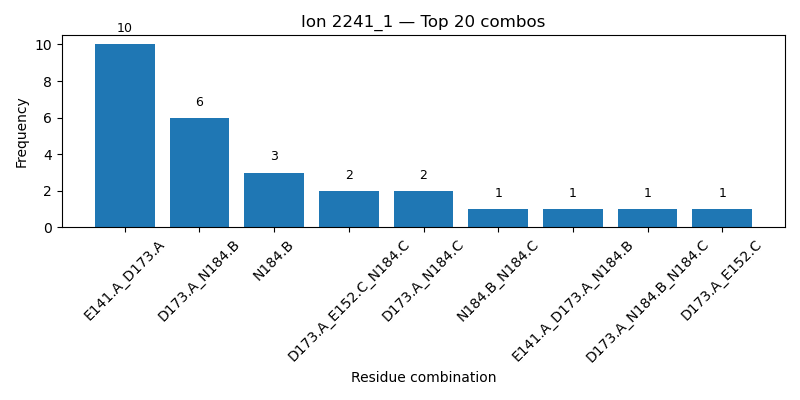 Ion 2241_1 — Top 20 combos
Frequency
10
8
6
4
2
0
10
6
3
2
2
1
1
1
1
E141.A_D173.A
D173.A_N184.B
N184.B
D173.A_E152.C_N184.C
D173.A_N184.C
N184.B_N184.C
E141.A_D173.A_N184.B
D173.A_N184.B_N184.C
D173.A_E152.C
Residue combination